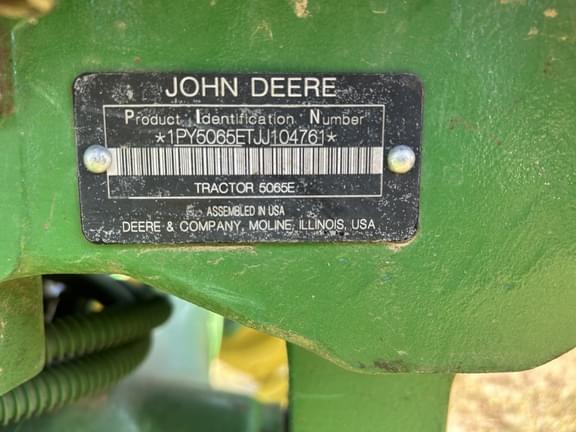 JOHN DEERE
Product Identification Number
*1PY5065ETJJ104761*
TRACTOR 5065E
ASSEMBLED IN USA
DEERE & COMPANY, MOLINE, ILLINOIS, USA